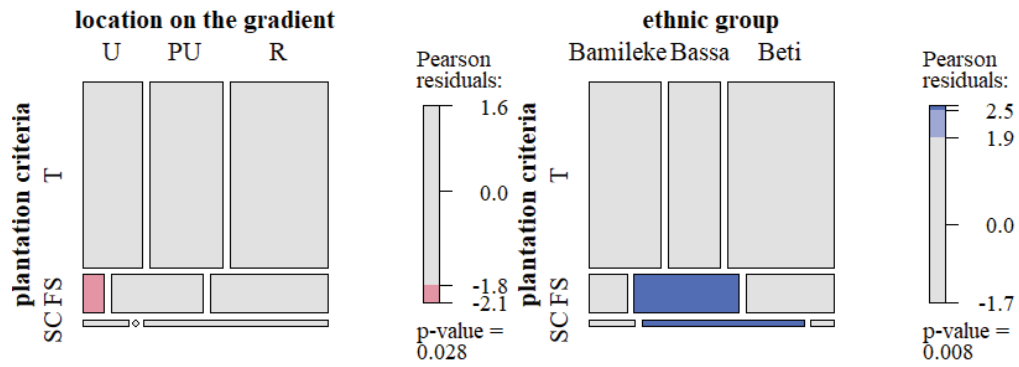 location on the gradient
U PU R
plantation criteria
T
FS
SC
Pearson
residuals:
1.6
0.0
-1.8
-2.1
p-value =
0.028
ethnic group
Bamileke Bassa Beti
plantation criteria
T
FS
SC
Pearson
residuals:
2.5
1.9
0.0
-1.7
p-value =
0.008